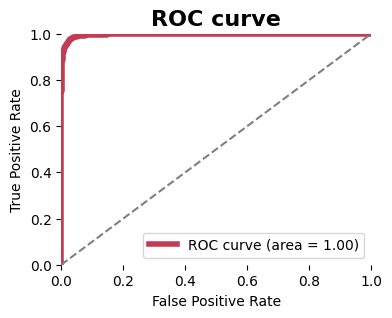 ROC curve
1.0
0.8
0.6
0.4
0.2
0.0
True Positive Rate
ROC curve (area = 1.00)
0.0 0.2 0.4 0.6 0.8 1.0
False Positive Rate